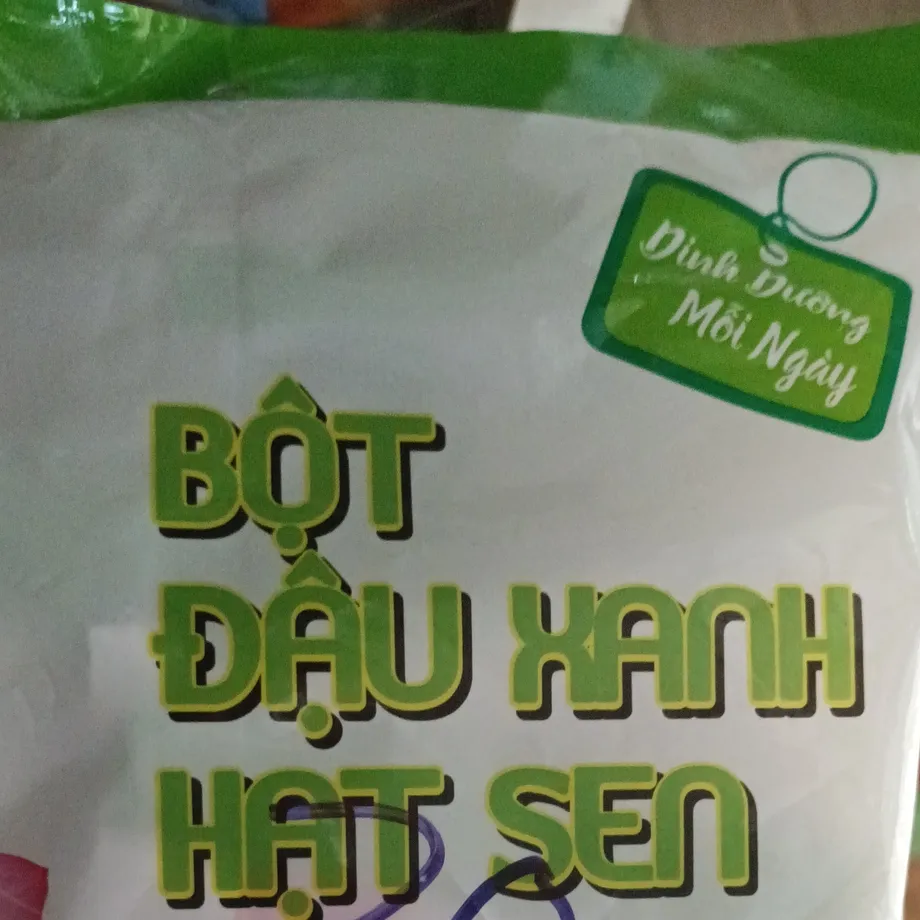 Dinh Dưỡng
Mỗi Ngày
BỘT
ĐẬU XANH
HẠT SEN